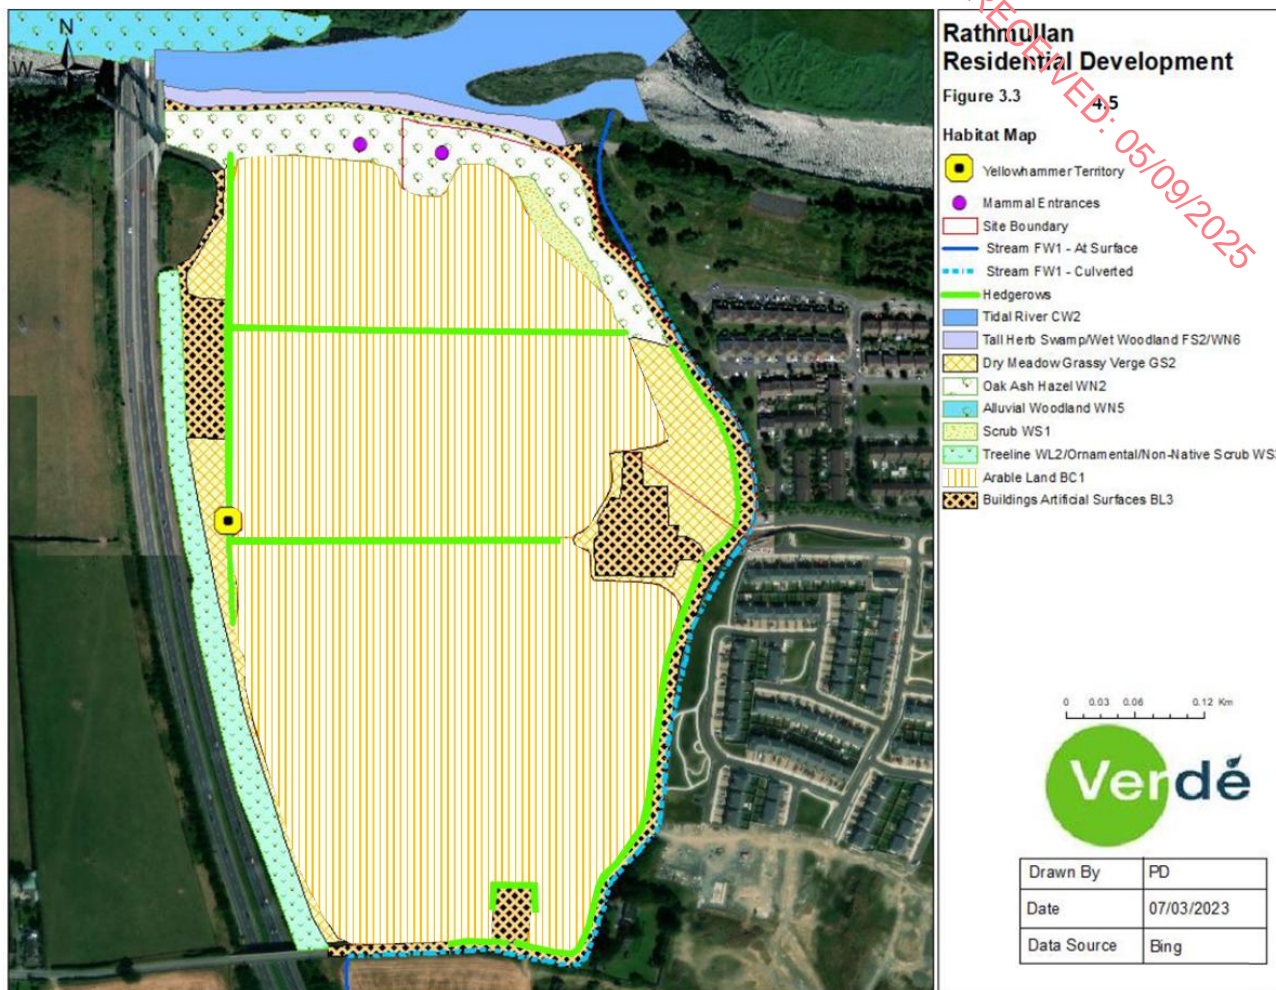 N
W
Rathmullan
Residential Development
Figure 3.3
4.5
RECEIVED: 05/09/2025
Habitat Map
Yellowhammer Territory
Mammal Entrances
Site Boundary
Stream FW1 - At Surface
Stream FW1 - Culverted
Hedgerows
Tidal River CW2
Tall Herb Swamp/Wet Woodland FS2/WN6
Dry Meadow Grassy Verge GS2
Oak Ash Hazel WN2
Alluvial Woodland WN5
Scrub WS1
Treeline WL2/Ornamental/Non-Native Scrub
Arable Land BC1
Buildings Artificial Surfaces BL3
0 0.03 0.06 0.12 Km
Verdé
Drawn By PD
Date 07/03/2023
Data Source Bing